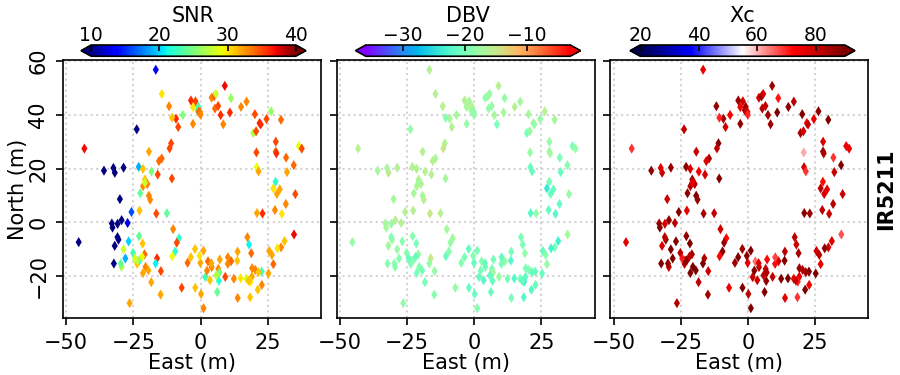 SNR DBV Xc
10 20 30 40 −30 −20 −10 20 40 60 80
60
40
20
0
−20
North (m)
−50 −25 0 25 −50 −25 0 25 −50 −25 0 25
East (m) East (m) East (m)
IR5211